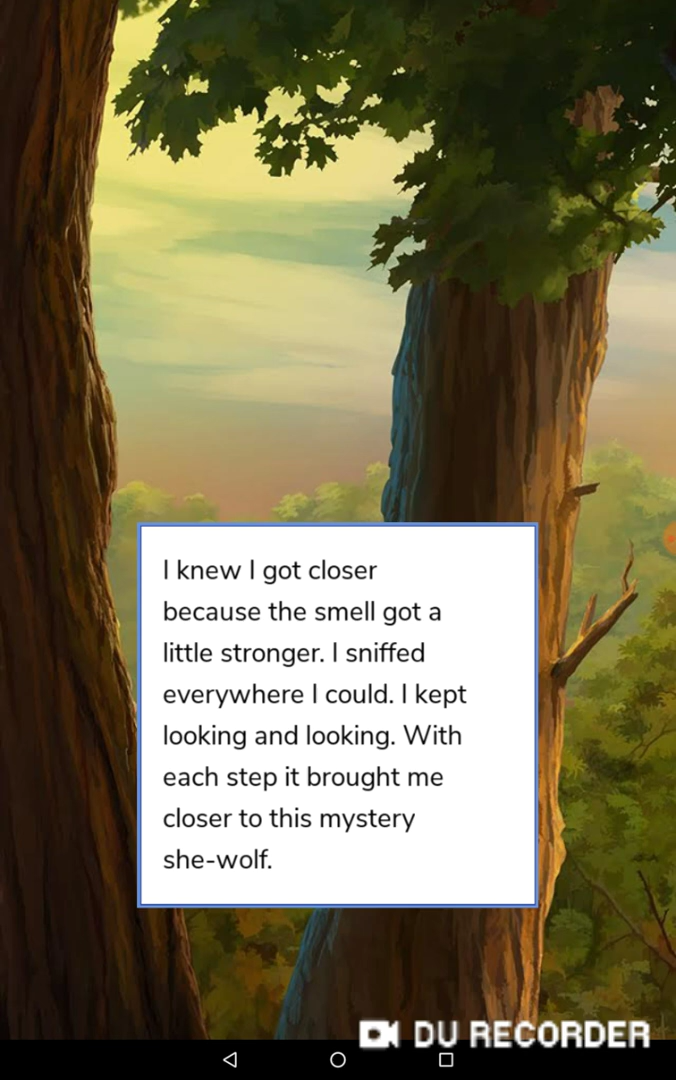 I knew I got closer
because the smell got a
little stronger. I sniffed
everywhere I could. I kept
looking and looking. With
each step it brought me
closer to this mystery
she-wolf.
DU RECORDER